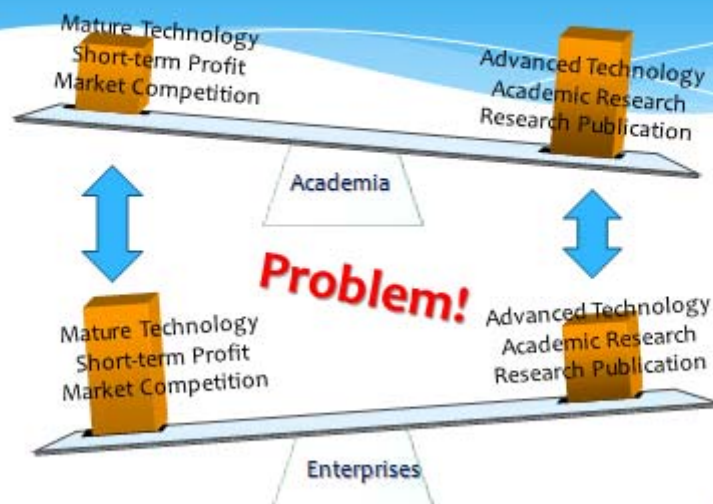 Mature Technology
Short-term Profit
Market Competition
Advanced Technology
Academic Research
Research Publication
Academia
Problem!
Mature Technology
Short-term Profit
Market Competition
Advanced Technology
Academic Research
Research Publication
Enterprises